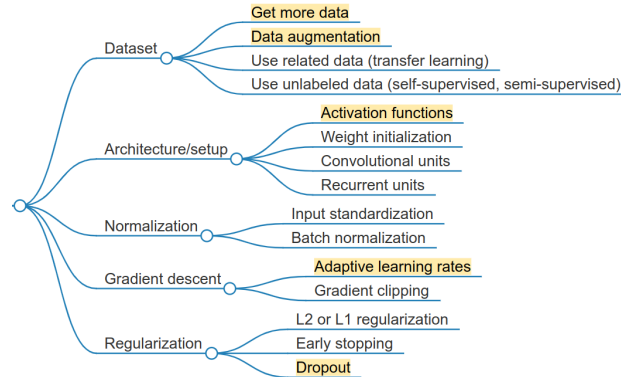 Dataset
Get more data
Data augmentation
Use related data (transfer learning)
Use unlabeled data (self-supervised, semi-supervised)
Architecture/setup
Activation functions
Weight initialization
Convolutional units
Recurrent units
Normalization
Input standardization
Batch normalization
Gradient descent
Adaptive learning rates
Gradient clipping
Regularization
L2 or L1 regularization
Early stopping
Dropout